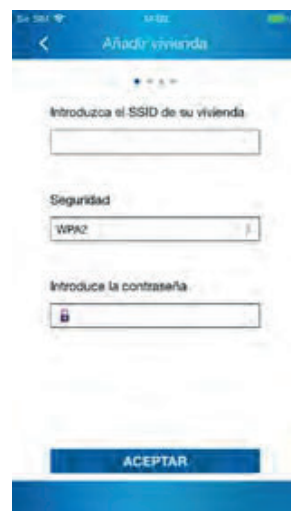 Añadir vivienda
Introduzca el SSID de su vivienda
Seguridad
WPA2
Introduce la contraseña
ACEPTAR